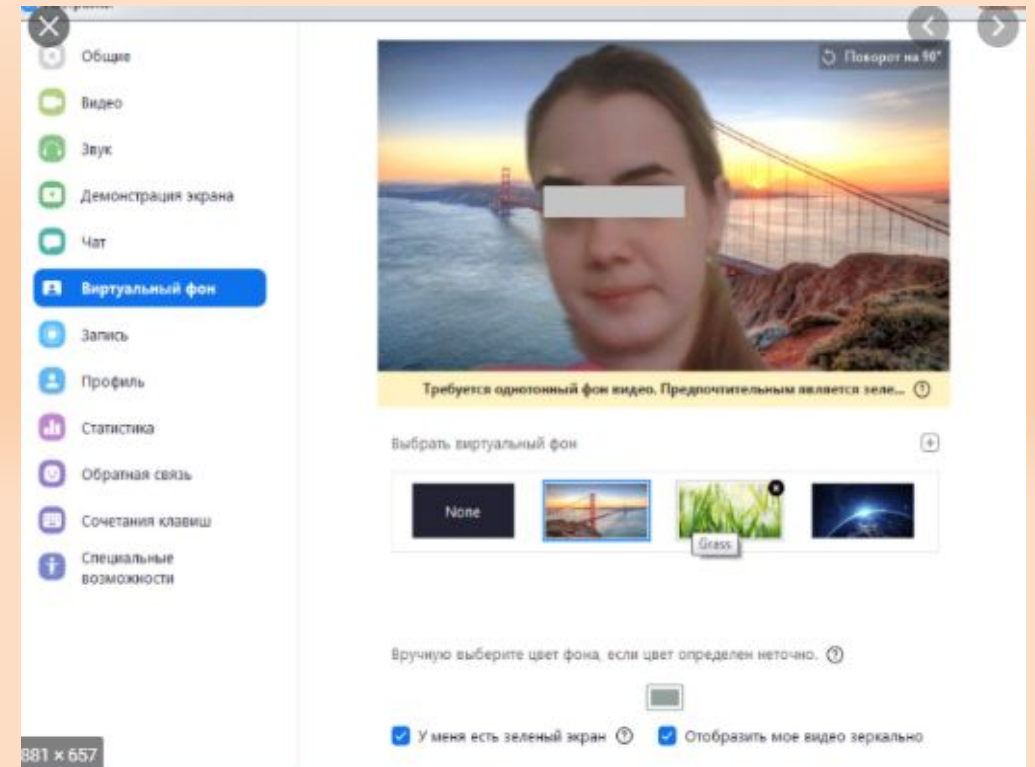 Общие
Видео
Звук
Демонстрация экрана
Чат
Виртуальный фон
Запись
Профиль
Статистика
Обратная связь
Сочетания клавиш
Специальные
возможности
Поворот на 90°
Требуется однотонный фон видео. Предпочтительным является зеле...
Выбрать виртуальный фон
None
Grass
Вручную выберите цвет фона, если цвет определен неточно.
У меня есть зеленый экран
Отобразить мое видео зеркально
881 × 657